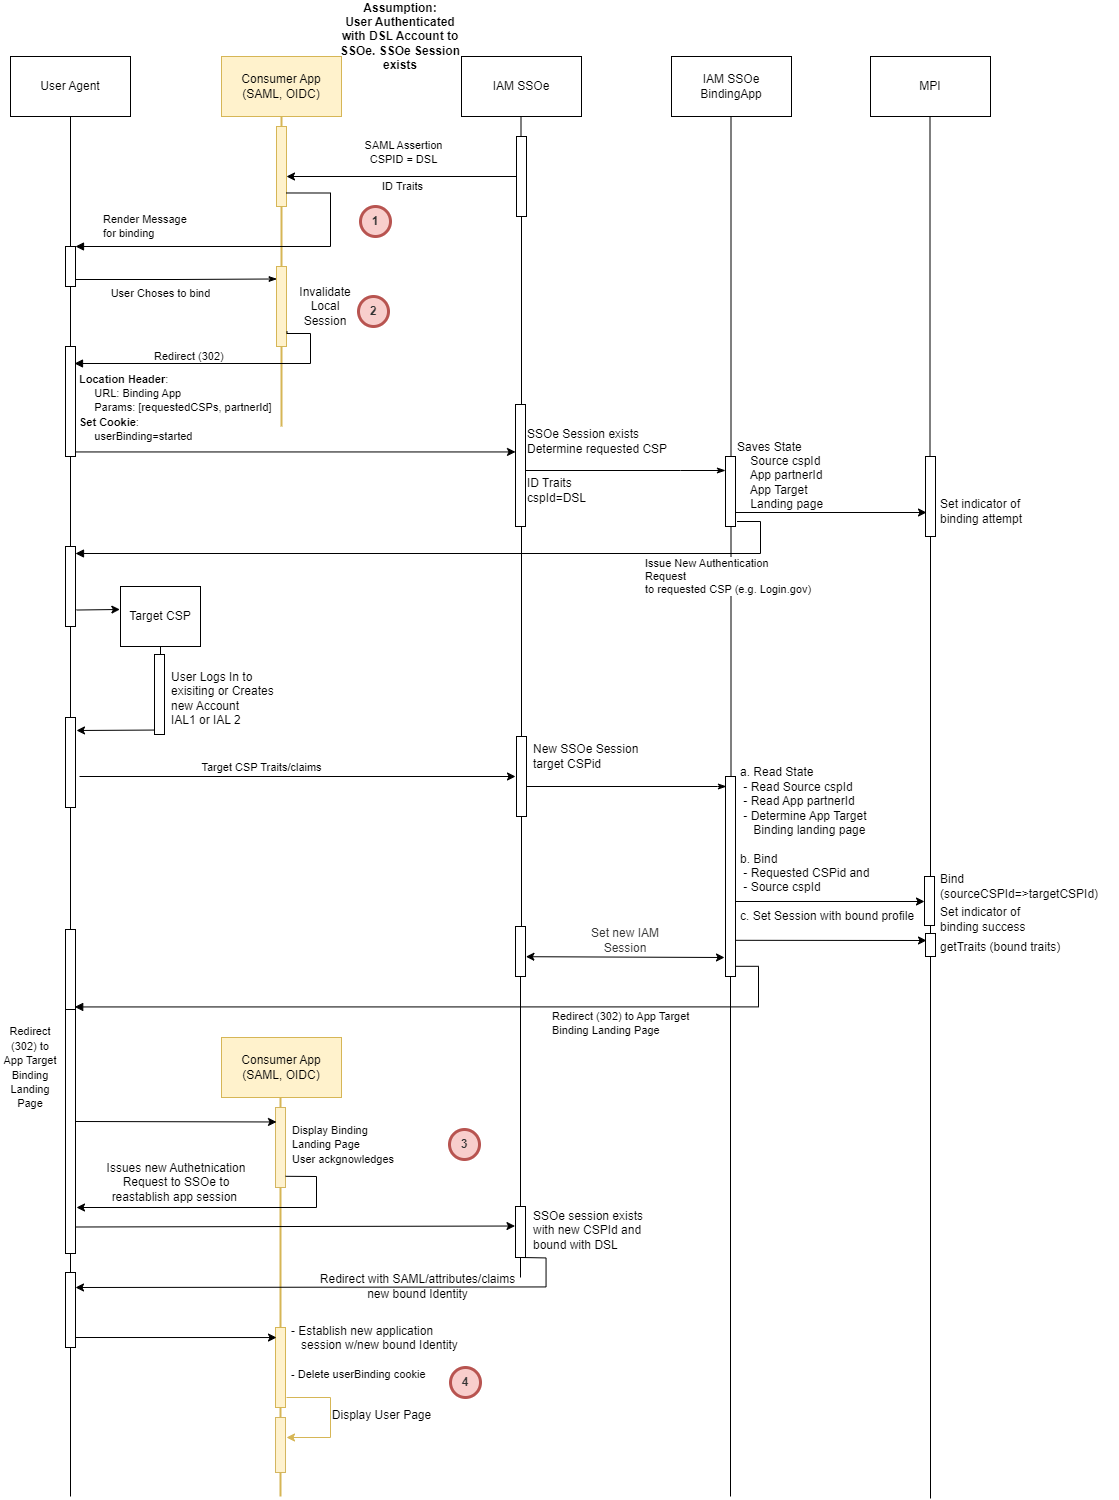 Assumption:
User Authenticated
with DSL Account to
SSOe. SSOe Session
exists
User Agent
Consumer App
(SAML, OIDC)
IAM SSOe
IAM SSOe
BindingApp
MPI
SAML Assertion
CSPID = DSL
ID Traits
1
Render Message
for binding
User Choses to bind
Invalidate
Local
Session
2
Redirect (302)
Location Header:
URL: Binding App
Params: [requestedCSPs, partnerId]
Set Cookie:
userBinding=started
SSOe Session exists
Determine requested CSP
ID Traits
cspId=DSL
Saves State
Source cspId
App partnerId
App Target
Landing page
Set indicator of
binding attempt
Issue New Authentication
Request
to requested CSP (e.g. Login.gov)
Target CSP
User Logs In to
exisiting or Creates
new Account
IAL1 or IAL 2
Target CSP Traits/claims
New SSOe Session
target CSPid
a. Read State
- Read Source cspId
- Read App partnerId
- Determine App Target
Binding landing page
b. Bind
- Requested CSPid and
- Source cspId
c. Set Session with bound profile
Bind
(sourceCSPId=>targetCSPId)
Set indicator of
binding success
getTraits (bound traits)
Set new IAM
Session
Redirect (302) to App Target
Binding Landing Page
Redirect
(302) to
App Target
Binding
Landing
Page
Consumer App
(SAML, OIDC)
Display Binding
Landing Page
User ackgnowledges
3
Issues new Authetnication
Request to SSOe to
reastablish app session
SSOe session exists
with new CSPId and
bound with DSL
Redirect with SAML/attributes/claims
new bound Identity
- Establish new application
session w/new bound Identity
- Delete userBinding cookie
4
Display User Page